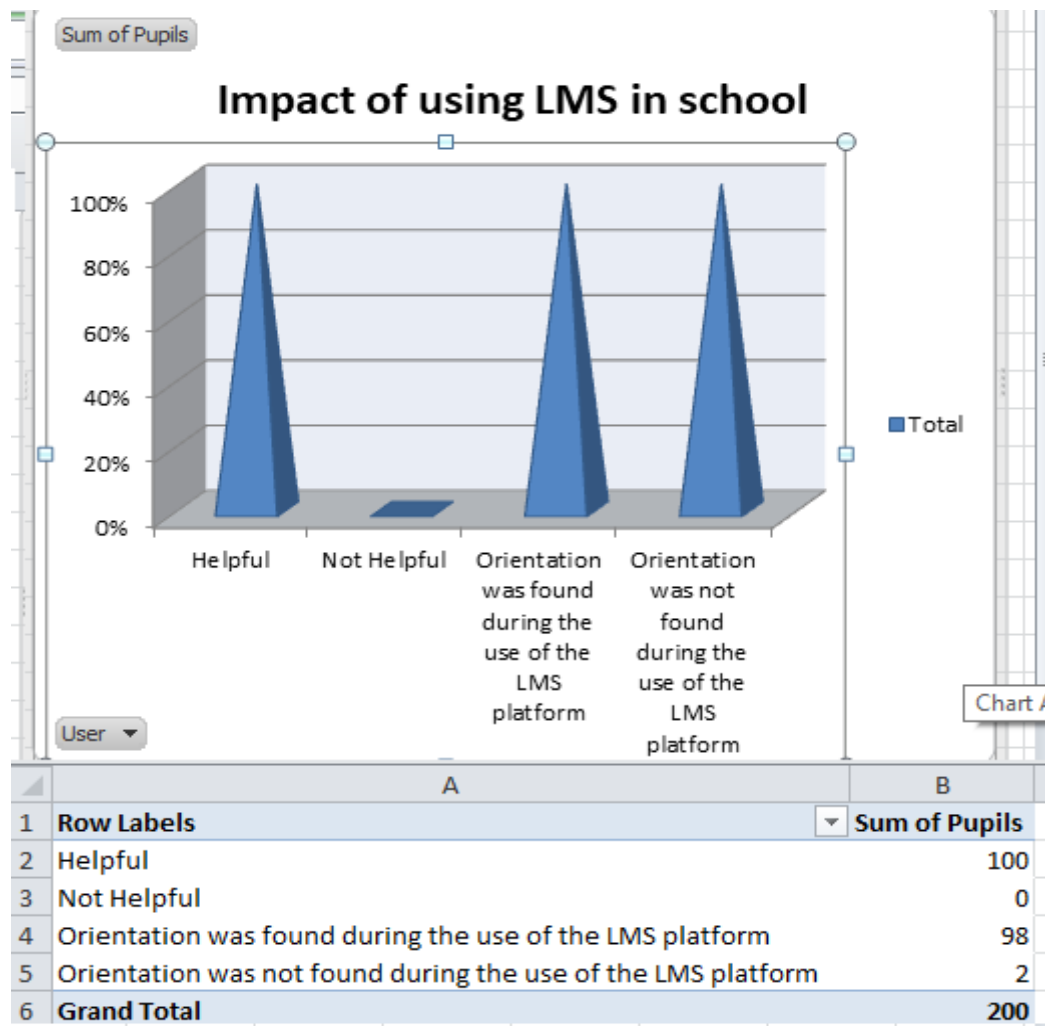 Sum of Pupils
Impact of using LMS in school
100%
80%
60%
40%
20%
0%
Helpful
Not Helpful
Orientation
was found
during the
use of the
LMS
platform
Orientation
was not
found
during the
use of the
LMS
platform
Total
User
Chart A
A B
1 Row Labels Sum of Pupils
2 Helpful 100
3 Not Helpful 0
4 Orientation was found during the use of the LMS platform 98
5 Orientation was not found during the use of the LMS platform 2
6 Grand Total 200